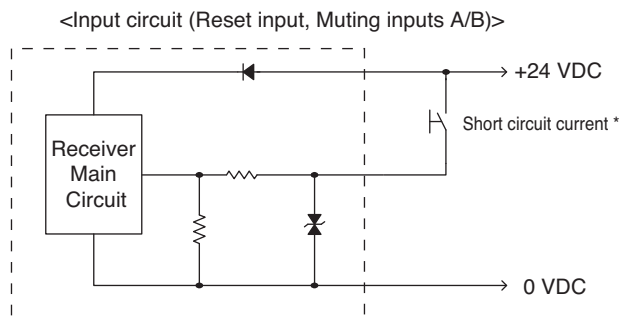 <Input circuit (Reset input, Muting inputs A/B)>
+24 VDC
Short circuit current *
Receiver
Main
Circuit
0 VDC